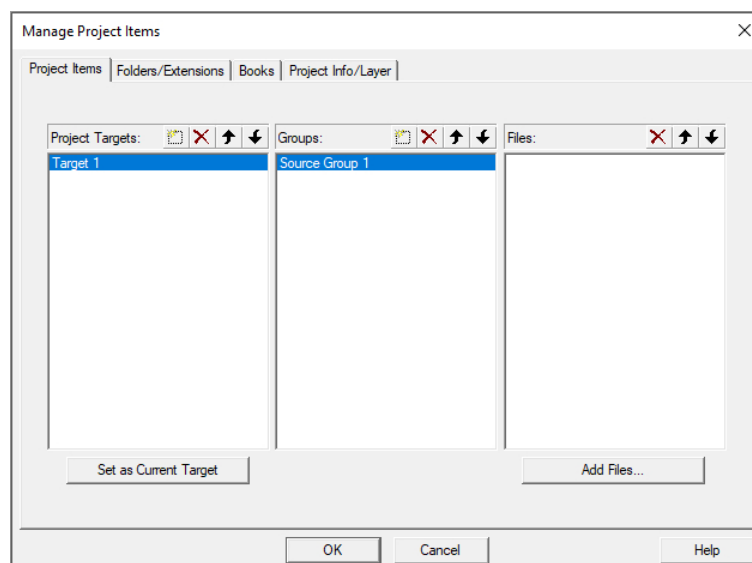 Manage Project Items
Project Items Folders/Extensions Books Project Info/Layer
Project Targets: Groups: Files:
Target 1 Source Group 1
Set as Current Target Add Files...
OK Cancel Help